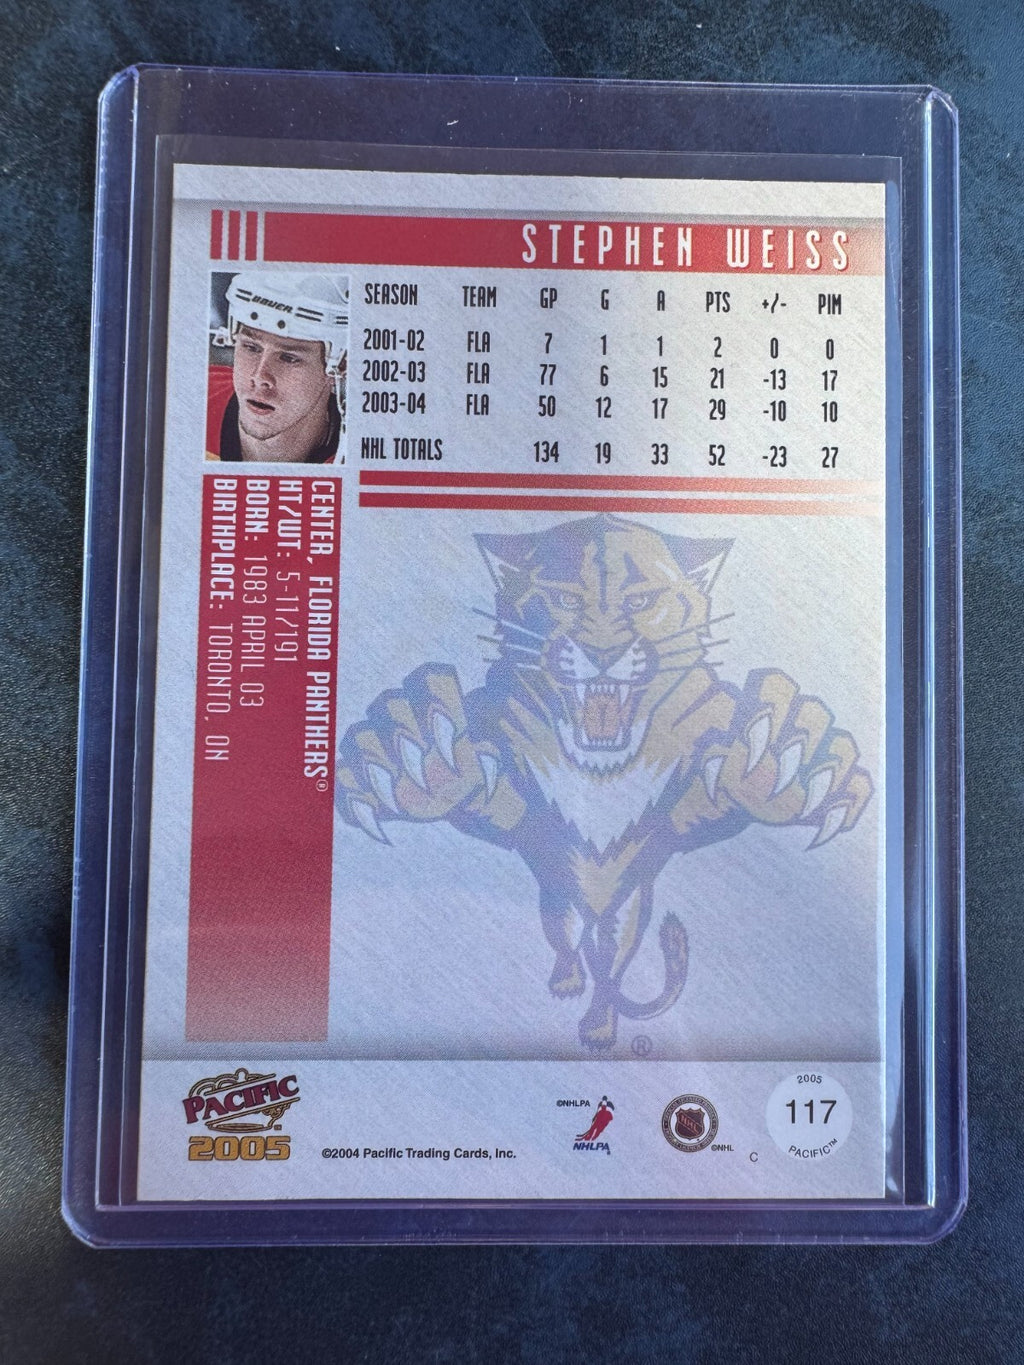 STEPHEN WEISS
BAUER
SEASON TEAM GP G A PTS +/- PIM
2001-02 FLA 7 1 1 2 0 0
2002-03 FLA 77 6 15 21 -13 17
2003-04 FLA 50 12 17 29 -10 10
NHL TOTALS 134 19 33 52 -23 27
CENTER, FLORIDA PANTHERS®
HT/WT: 5-11/191
BORN: 1983 APRIL 03
BIRTHPLACE: TORONTO, ON
®
PACIFIC
2005
©2004 Pacific Trading Cards, Inc.
©NHLPA
NHLPA
NHL
©NHL
C
2005
117
PACIFIC™